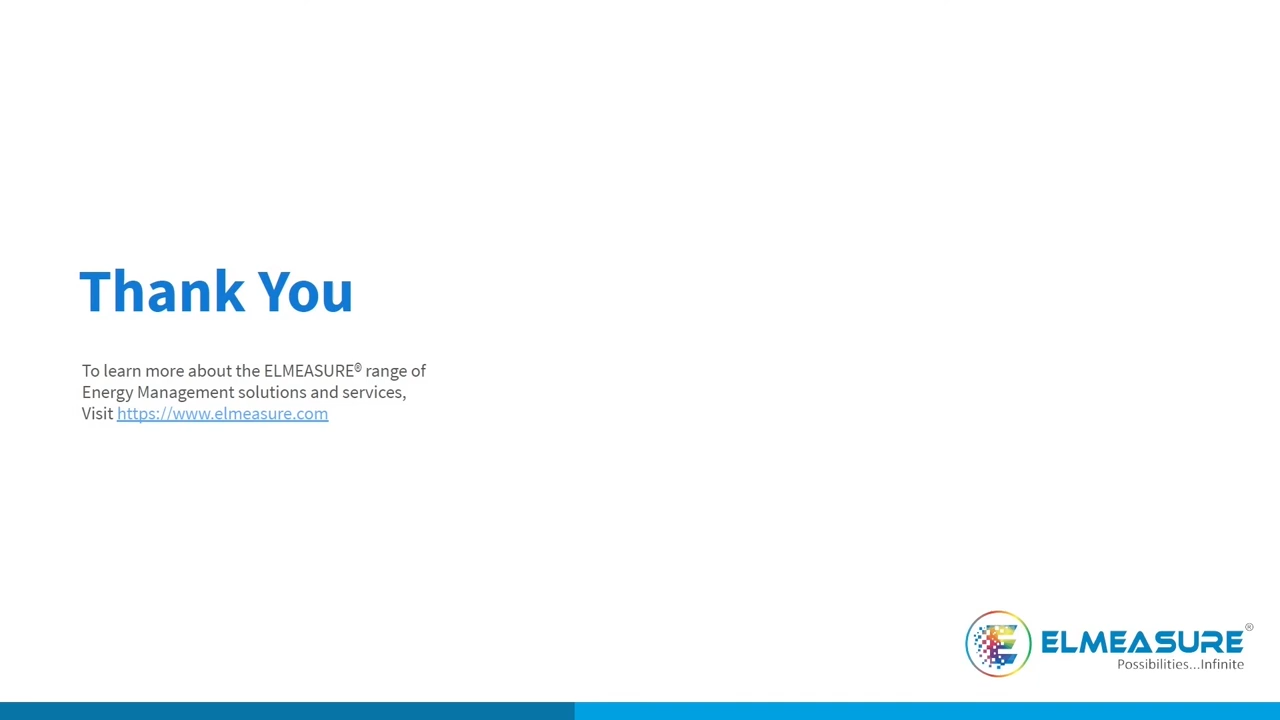 Thank You
To learn more about the ELMEASURE® range of
Energy Management solutions and services,
Visit https://www.elmeasure.com
E ELMEASURE®
Possibilities...Infinite